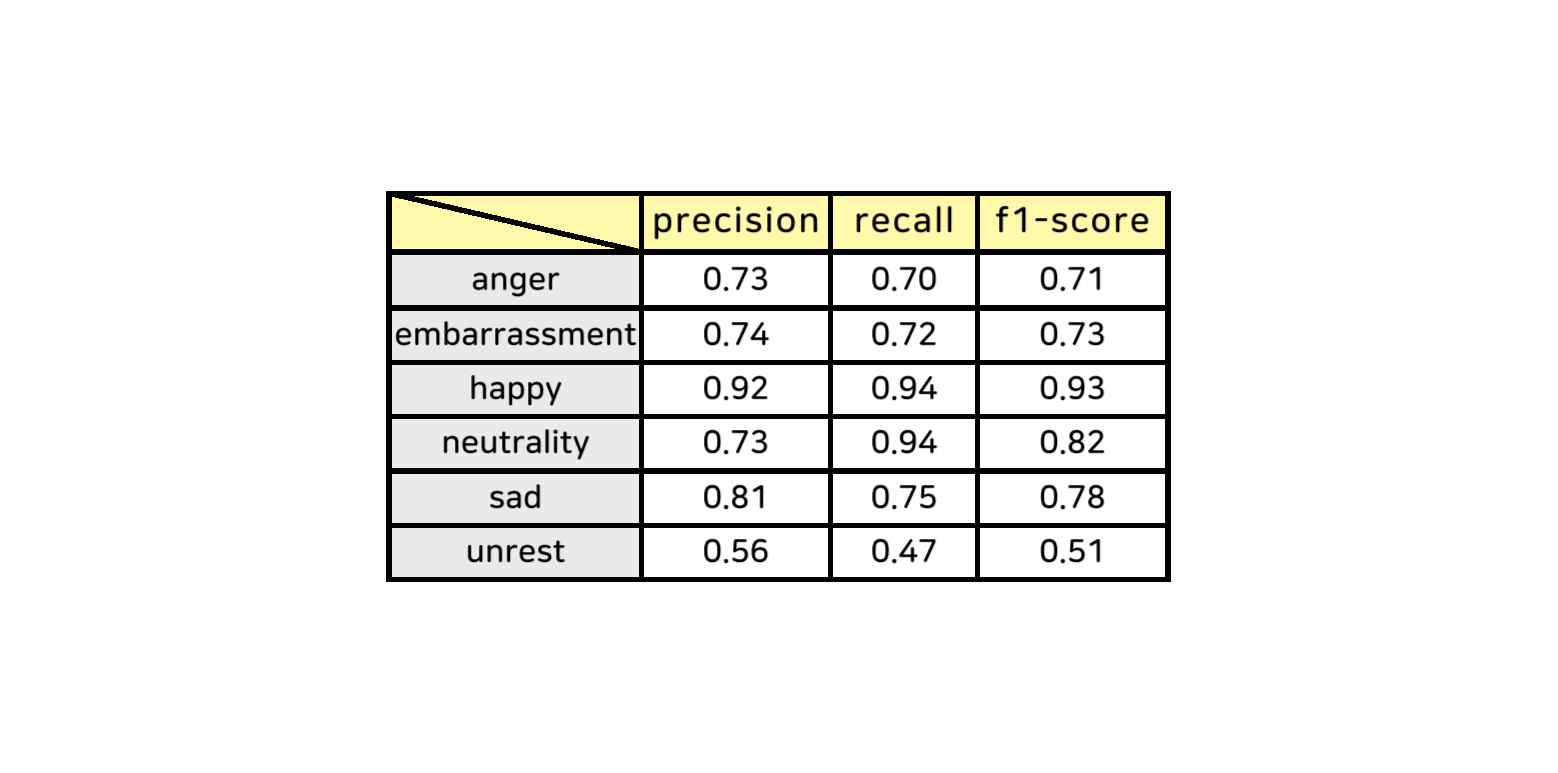 precision recall f1-score
anger 0.73 0.70 0.71
embarrassment 0.74 0.72 0.73
happy 0.92 0.94 0.93
neutrality 0.73 0.94 0.82
sad 0.81 0.75 0.78
unrest 0.56 0.47 0.51